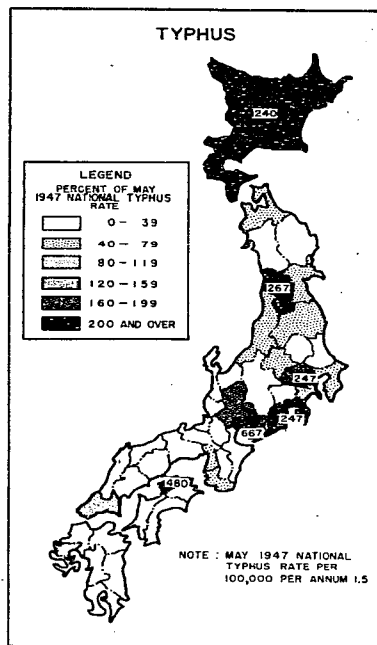 TYPHUS
240
LEGEND
PERCENT OF MAY
1947 NATIONAL TYPHUS
RATE
0 - 39
40 - 79
80 - 119
120 - 159
160 - 199
200 AND OVER
267
247
247
667
480
NOTE : MAY 1947 NATIONAL
TYPHUS RATE PER
100,000 PER ANNUM 1.5